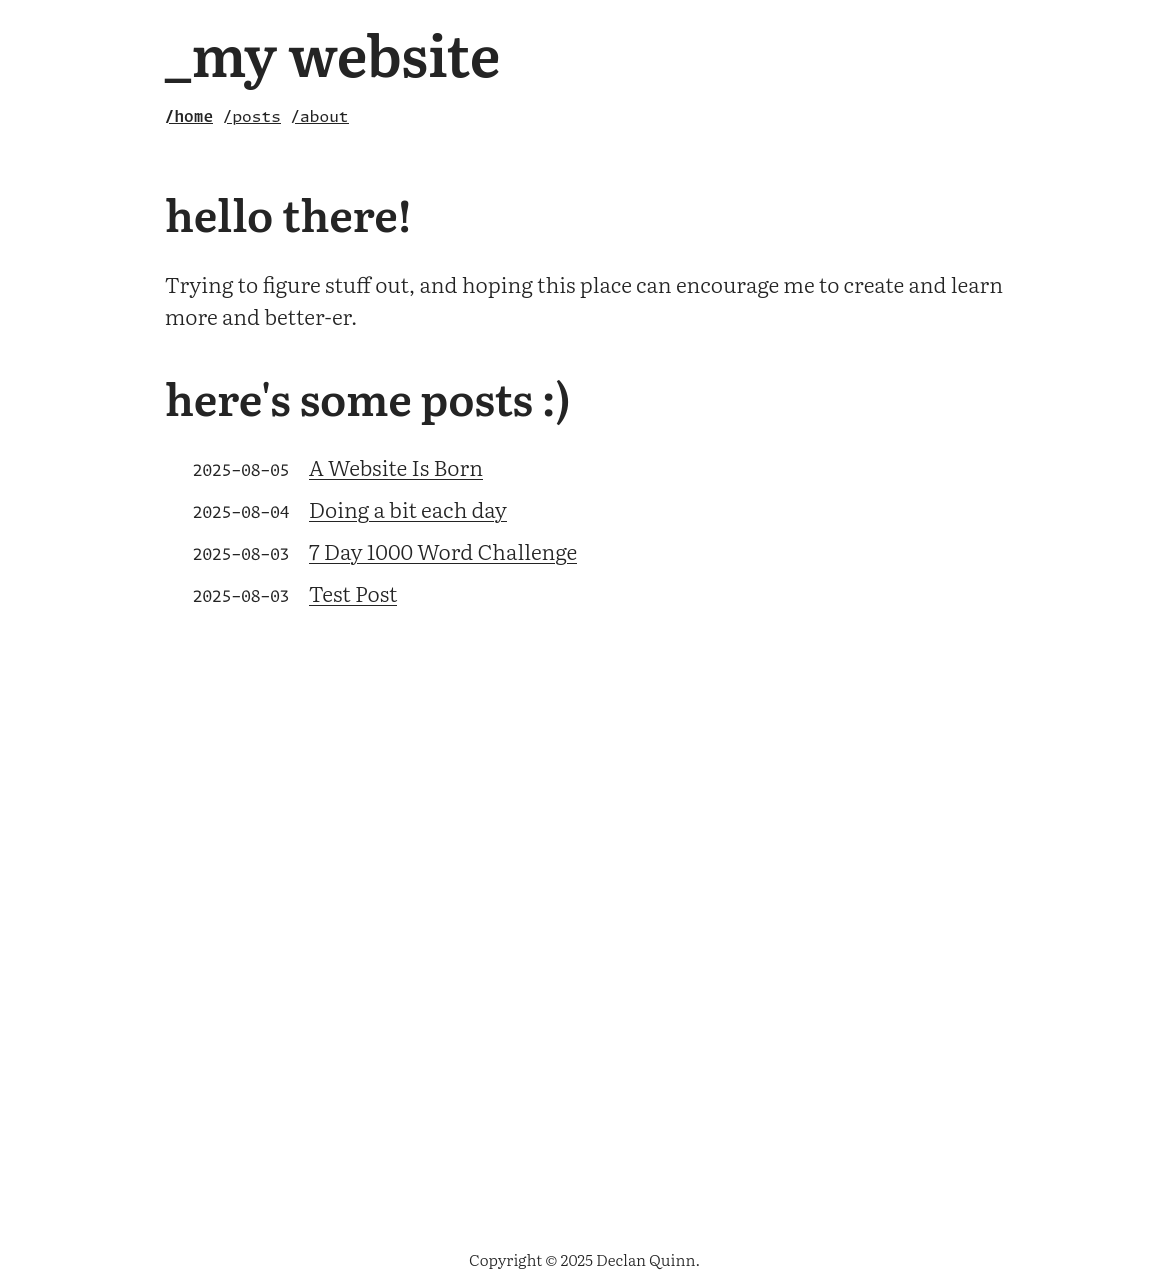 _my website
/home /posts /about
hello there!
Trying to figure stuff out, and hoping this place can encourage me to create and learn
more and better-er.
here's some posts :)
2025-08-05 A Website Is Born
2025-08-04 Doing a bit each day
2025-08-03 7 Day 1000 Word Challenge
2025-08-03 Test Post
Copyright © 2025 Declan Quinn.